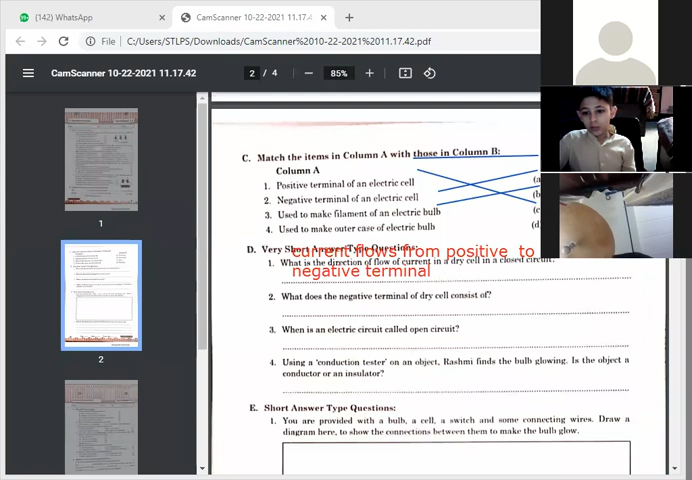 (142) WhatsApp
CamScanner 10-22-2021 11.17.4
File
C:/Users/STLPS/Downloads/CamScanner%2010-22-2021%2011.17.42.pdf
CamScanner 10-22-2021 11.17.42
2 / 4
85%
1
2
C. Match the items in Column A with those in Column B:
Column A
1. Positive terminal of an electric cell
(a
2. Negative terminal of an electric cell
(b
3. Used to make filament of an electric bulb
(c
4. Used to make outer case of electric bulb
(d
D. Very Short Answer Type Questions:
current flows from positive to
negative terminal
1. What is the direction of flow of current in a dry cell in a closed circuit?
2. What does the negative terminal of dry cell consist of?
3. When is an electric circuit called open circuit?
4. Using a 'conduction tester' on an object, Rashmi finds the bulb glowing. Is the object a
conductor or an insulator?
E. Short Answer Type Questions:
1. You are provided with a bulb, a cell, a switch and some connecting wires. Draw a
diagram here, to show the connections between them to make the bulb glow.